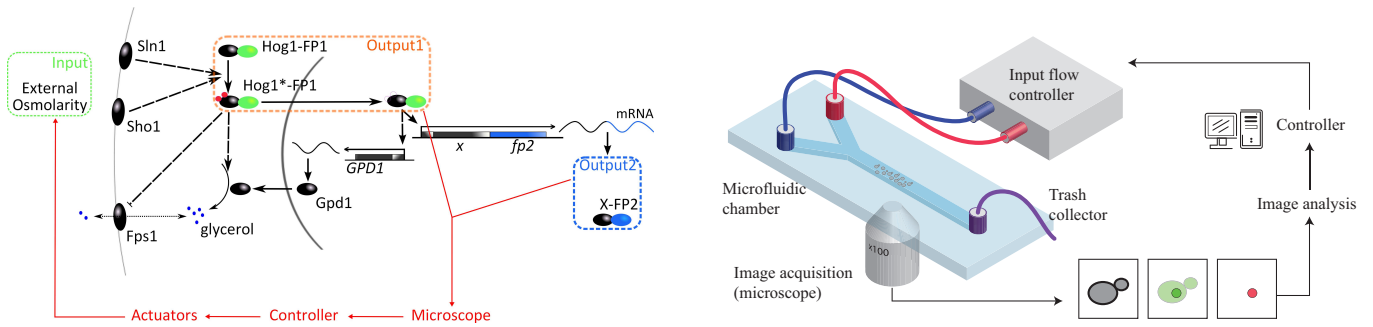 Input
External
Osmolarity
Sln1
Sho1
Fps1
Hog1-FP1
Output1
Hog1*-FP1
glycerol
Gpd1
GPD1
x
fp2
mRNA
Output2
X-FP2
Actuators
Controller
Microscope
Input flow
controller
Controller
Microfluidic
chamber
Trash
collector
Image analysis
x100
Image acquisition
(microscope)